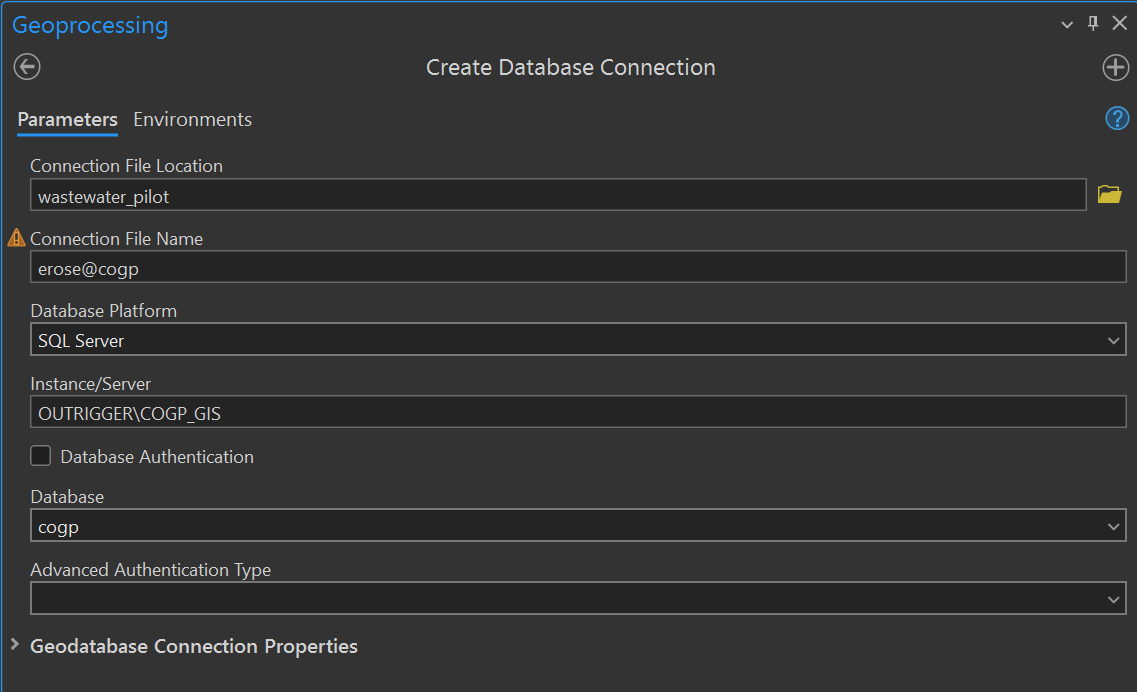 Geoprocessing
Create Database Connection
Parameters Environments
?
Connection File Location
wastewater_pilot
Connection File Name
erose@cogp
Database Platform
SQL Server
Instance/Server
OUTRIGGER\COGP_GIS
Database Authentication
Database
cogp
Advanced Authentication Type
Geodatabase Connection Properties